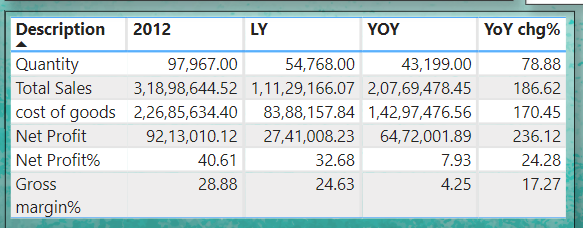 Description 2012 LY YOY YoY chg%
Quantity 97,967.00 54,768.00 43,199.00 78.88
Total Sales 3,18,98,644.52 1,11,29,166.07 2,07,69,478.45 186.62
cost of goods 2,26,85,634.40 83,88,157.84 1,42,97,476.56 170.45
Net Profit 92,13,010.12 27,41,008.23 64,72,001.89 236.12
Net Profit% 40.61 32.68 7.93 24.28
Gross 28.88 24.63 4.25 17.27
margin%